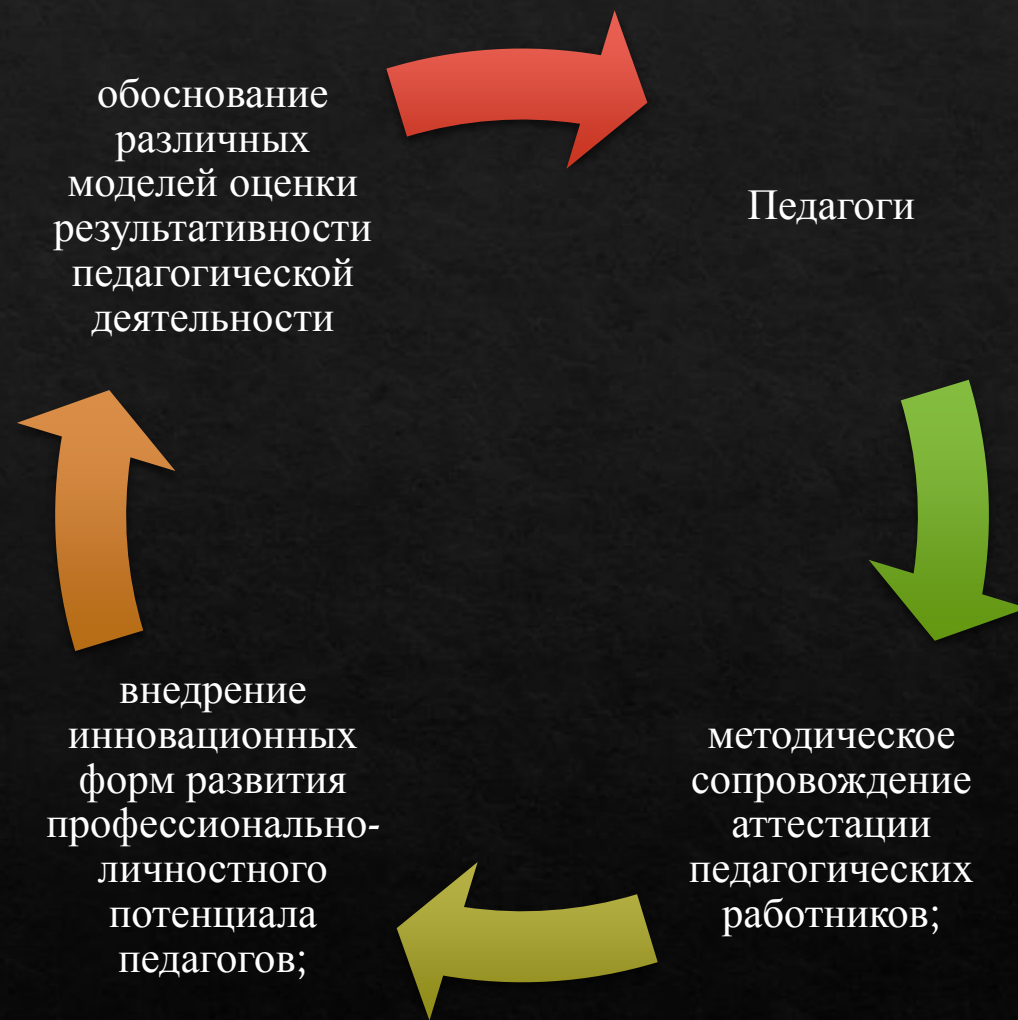 обоснование
различных
моделей оценки
результативности
педагогической
деятельности
Педагоги
методическое
сопровождение
аттестации
педагогических
работников;
внедрение
инновационных
форм развития
профессионально-
личностного
потенциала
педагогов;